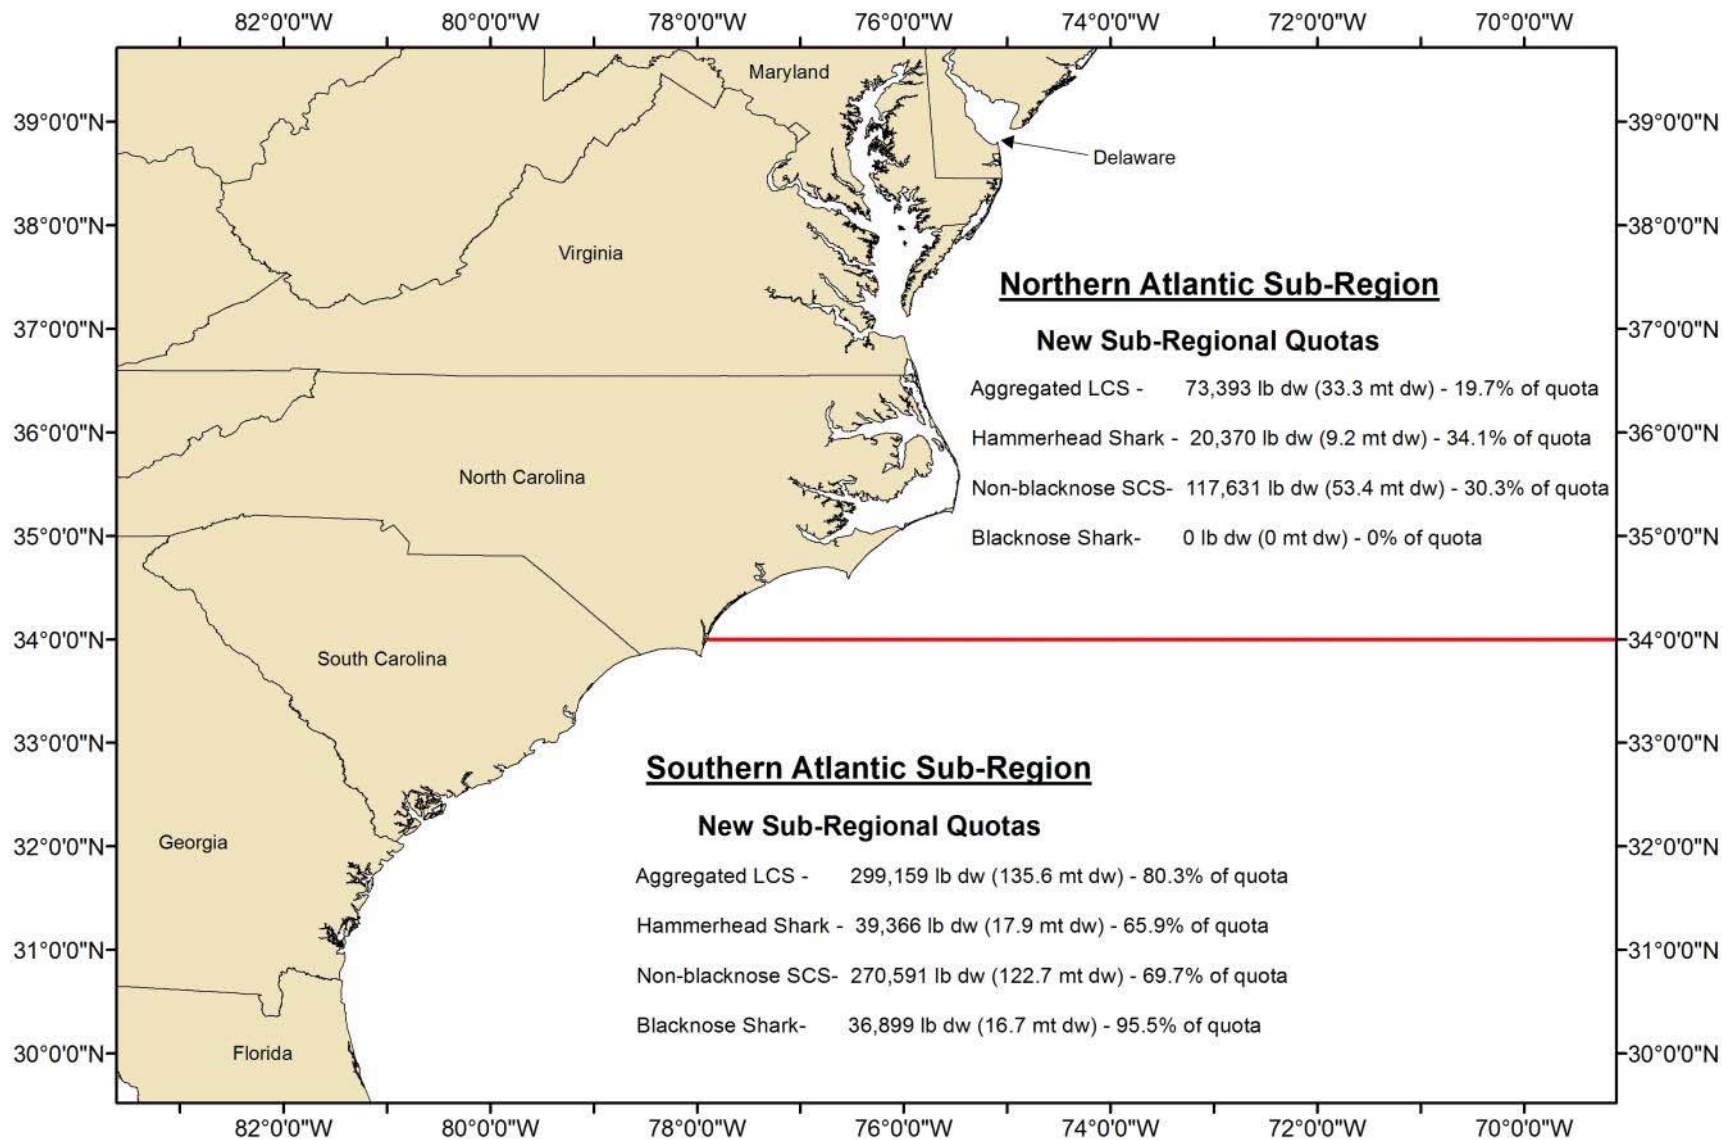 82°0'0"W 80°0'0"W 78°0'0"W 76°0'0"W 74°0'0"W 72°0'0"W 70°0'0"W
Maryland
39°0'0"N 39°0'0"N
Delaware
38°0'0"N 38°0'0"N
Virginia
Northern Atlantic Sub-Region
37°0'0"N 37°0'0"N
New Sub-Regional Quotas
Aggregated LCS - 73,393 lb dw (33.3 mt dw) - 19.7% of quota
36°0'0"N 36°0'0"N
Hammerhead Shark - 20,370 lb dw (9.2 mt dw) - 34.1% of quota
North Carolina
Non-blacknose SCS- 117,631 lb dw (53.4 mt dw) - 30.3% of quota
35°0'0"N 35°0'0"N
Blacknose Shark- 0 lb dw (0 mt dw) - 0% of quota
34°0'0"N 34°0'0"N
South Carolina
33°0'0"N 33°0'0"N
Southern Atlantic Sub-Region
New Sub-Regional Quotas
Georgia
32°0'0"N 32°0'0"N
Aggregated LCS - 299,159 lb dw (135.6 mt dw) - 80.3% of quota
Hammerhead Shark - 39,366 lb dw (17.9 mt dw) - 65.9% of quota
31°0'0"N 31°0'0"N
Non-blacknose SCS- 270,591 lb dw (122.7 mt dw) - 69.7% of quota
Blacknose Shark- 36,899 lb dw (16.7 mt dw) - 95.5% of quota
30°0'0"N 30°0'0"N
Florida
82°0'0"W 80°0'0"W 78°0'0"W 76°0'0"W 74°0'0"W 72°0'0"W 70°0'0"W